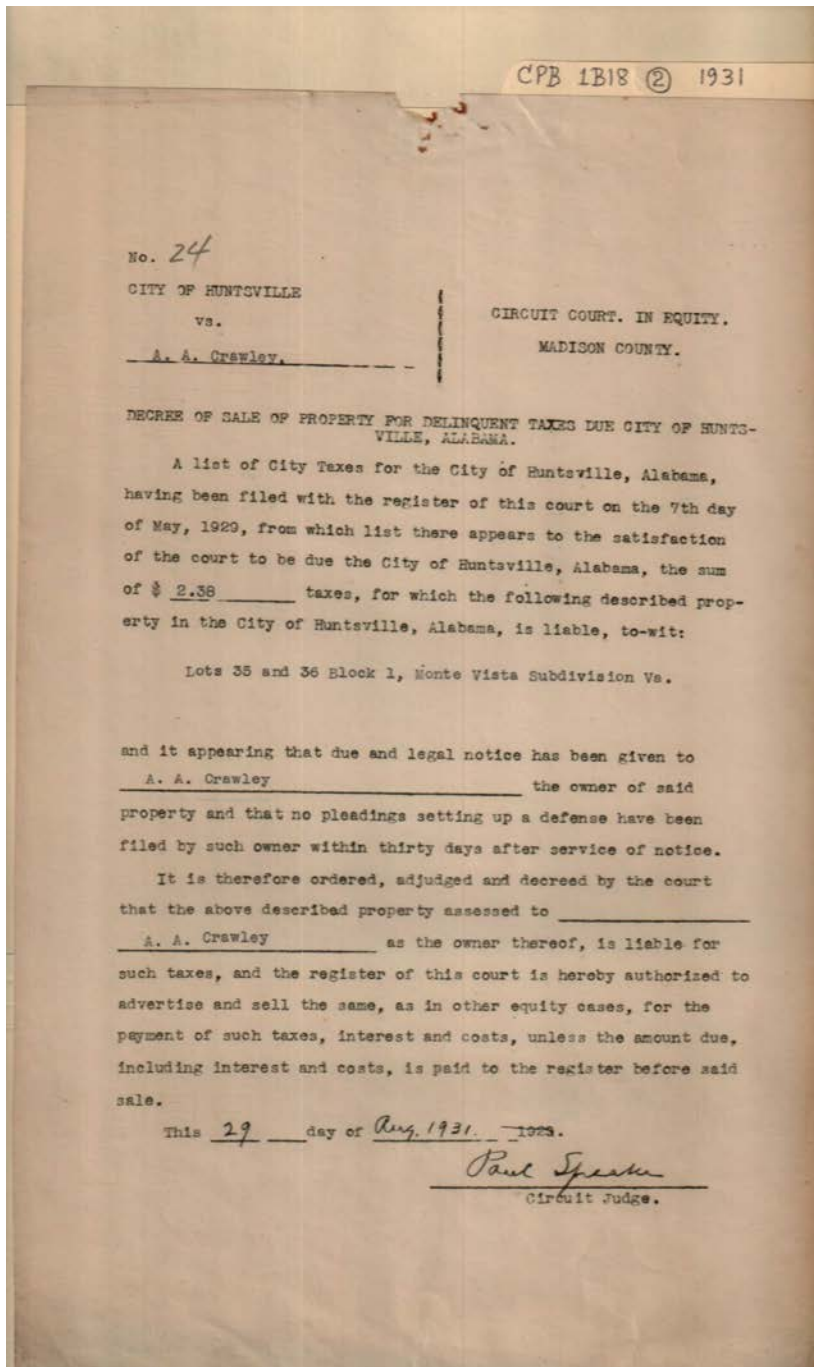 CPB 1B18 ② 1931
No. 24
CITY OF HUNTSVILLE
vs.
A. A. Crawley.
CIRCUIT COURT. IN EQUITY.
MADISON COUNTY.
DECREE OF SALE OF PROPERTY FOR DELINQUENT TAXES DUE CITY OF HUNTS-
VILLE, ALABAMA.
A list of City Taxes for the City of Huntsville, Alabama,
having been filed with the register of this court on the 7th day
of May, 1929, from which list there appears to the satisfaction
of the court to be due the City of Huntsville, Alabama, the sum
of $ 2.38 taxes, for which the following described prop-
erty in the City of Huntsville, Alabama, is liable, to-wit:
Lots 35 and 36 Block 1, Monte Vista Subdivision Va.
and it appearing that due and legal notice has been given to
A. A. Crawley the owner of said
property and that no pleadings setting up a defense have been
filed by such owner within thirty days after service of notice.
It is therefore ordered, adjudged and decreed by the court
that the above described property assessed to
A. A. Crawley as the owner thereof, is liable for
such taxes, and the register of this court is hereby authorized to
advertise and sell the same, as in other equity cases, for the
payment of such taxes, interest and costs, unless the amount due,
including interest and costs, is paid to the register before said
sale.
This 29 day of Aug. 1931. 1929.
Paul Speake
Circuit Judge.